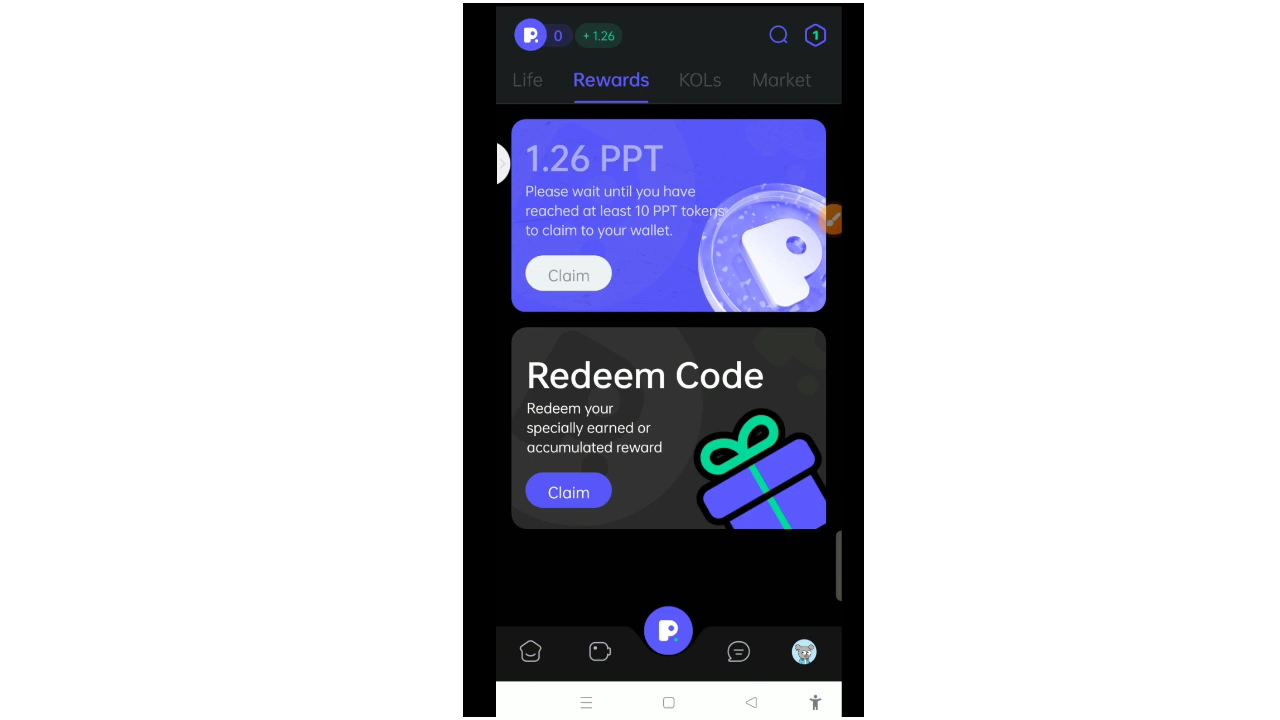 P. 0 + 1.26 1
Life Rewards KOLs Market
1.26 PPT
Please wait until you have
reached at least 10 PPT tokens
to claim to your wallet.
Claim
Redeem Code
Redeem your
specially earned or
accumulated reward
Claim
P.